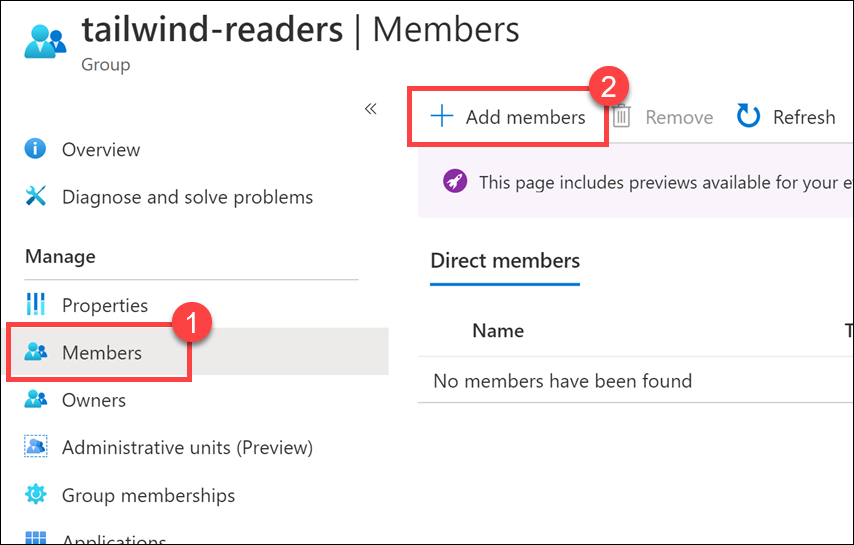 tailwind-readers | Members
Group
«
Overview
Diagnose and solve problems
Manage
Properties
1
Members
Owners
Administrative units (Preview)
Group memberships
Applications
2
+ Add members Remove Refresh
This page includes previews available for your e
Direct members
Name T
No members have been found